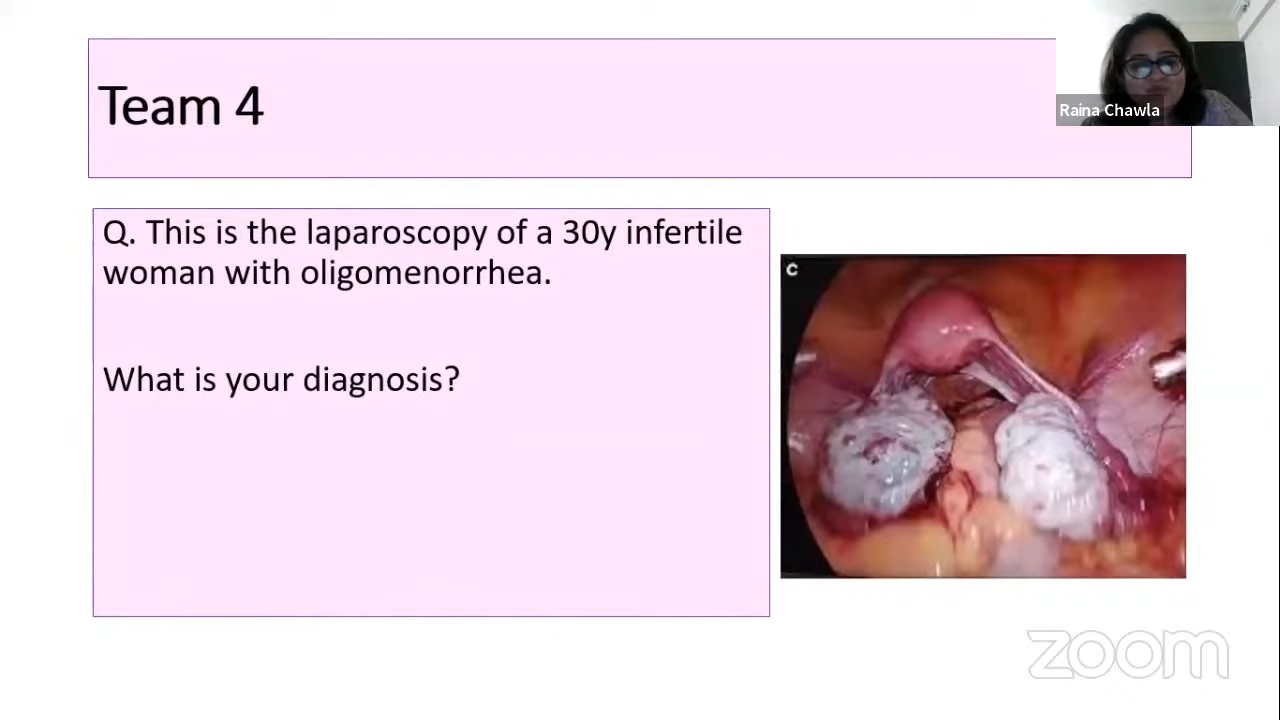 Team 4
Raina Chawla
Q. This is the laparoscopy of a 30y infertile
woman with oligomenorrhea.
What is your diagnosis?
C
zoom